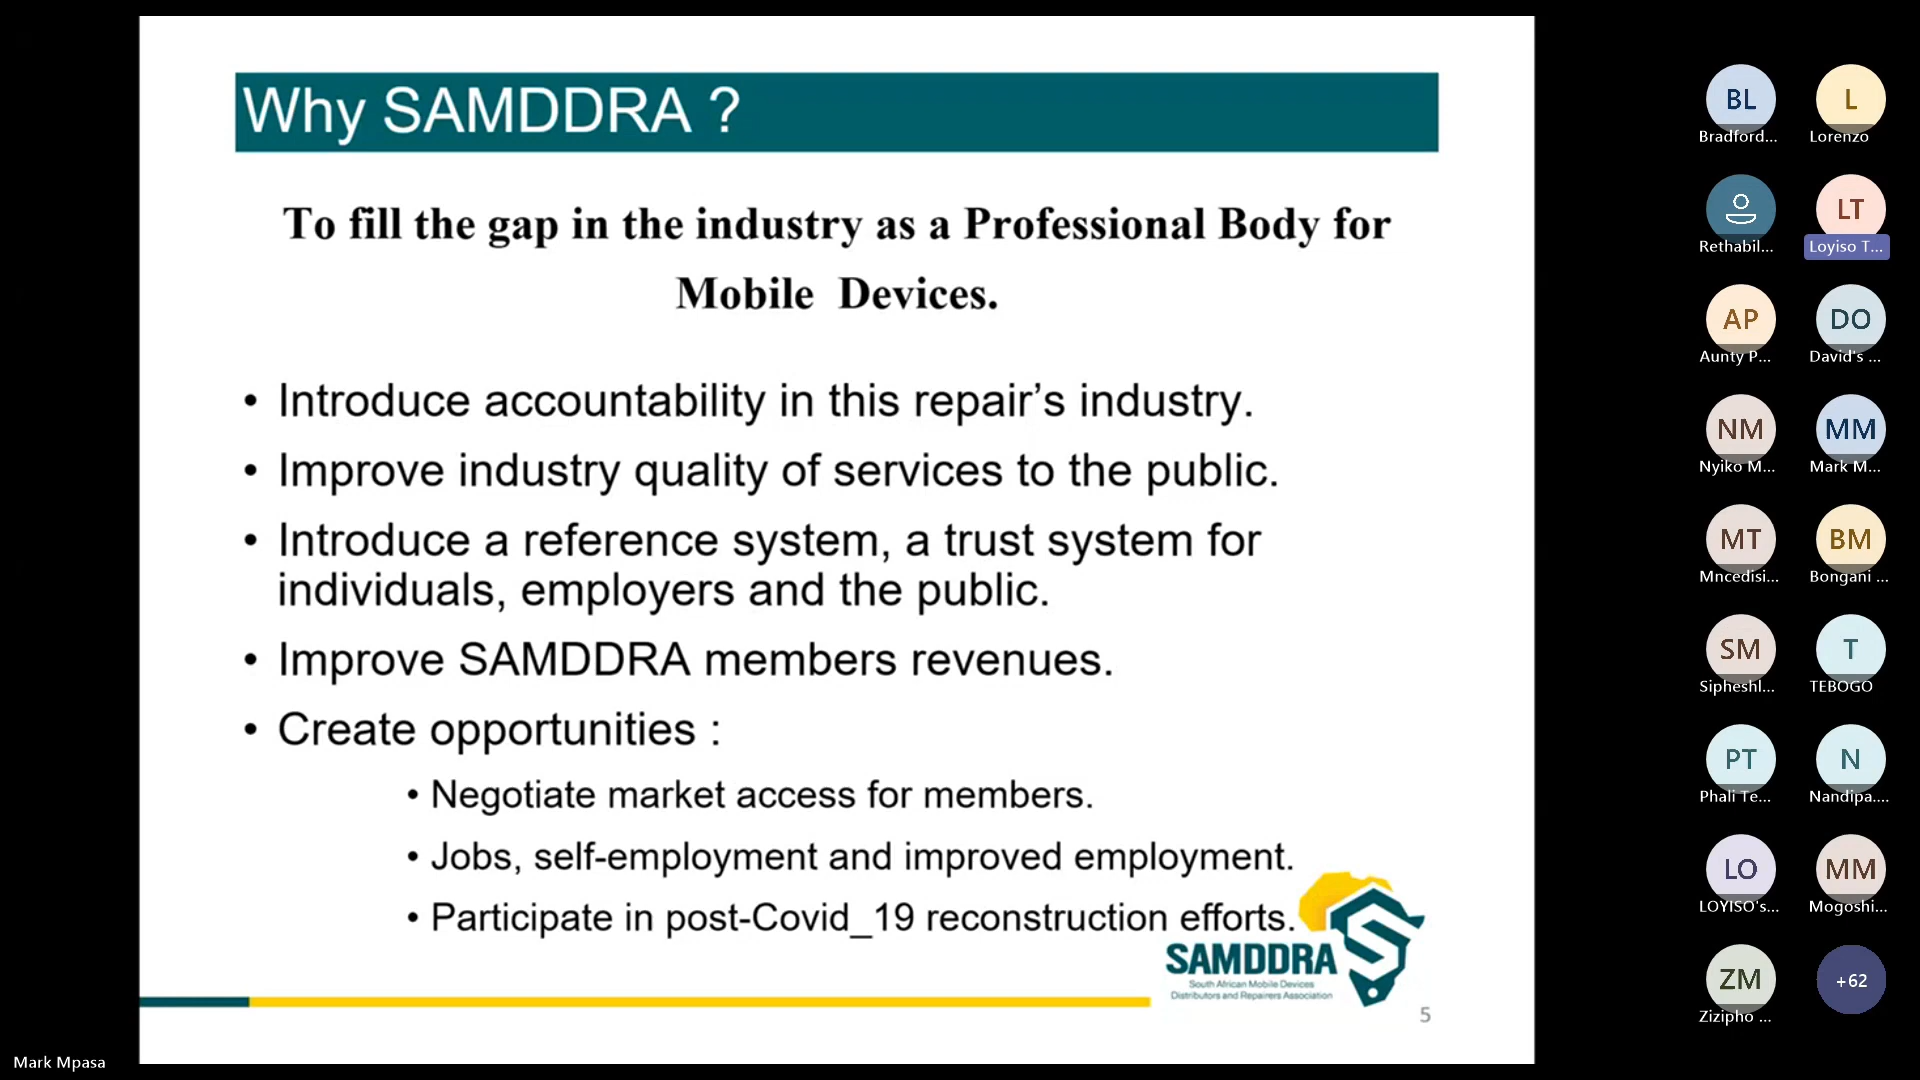 Why SAMDDRA ?
To fill the gap in the industry as a Professional Body for
Mobile Devices.
• Introduce accountability in this repair’s industry.
• Improve industry quality of services to the public.
• Introduce a reference system, a trust system for
individuals, employers and the public.
• Improve SAMDDRA members revenues.
• Create opportunities :
• Negotiate market access for members.
• Jobs, self-employment and improved employment.
• Participate in post-Covid_19 reconstruction efforts.
SAMDDRA
South African Mobile Devices
Distributors and Repairers Association
5
Mark Mpasa
BL
Bradford...
L
Lorenzo
Rethabil...
LT
Loyiso T...
AP
Aunty P...
DO
David's ...
NM
Nyiko M...
MM
Mark M...
MT
Mncedisi...
BM
Bongani ...
SM
Sipheshl...
T
TEBOGO
PT
Phali Te...
N
Nandipa....
LO
LOYISO's...
MM
Mogoshi...
ZM
Zizipho ...
+62